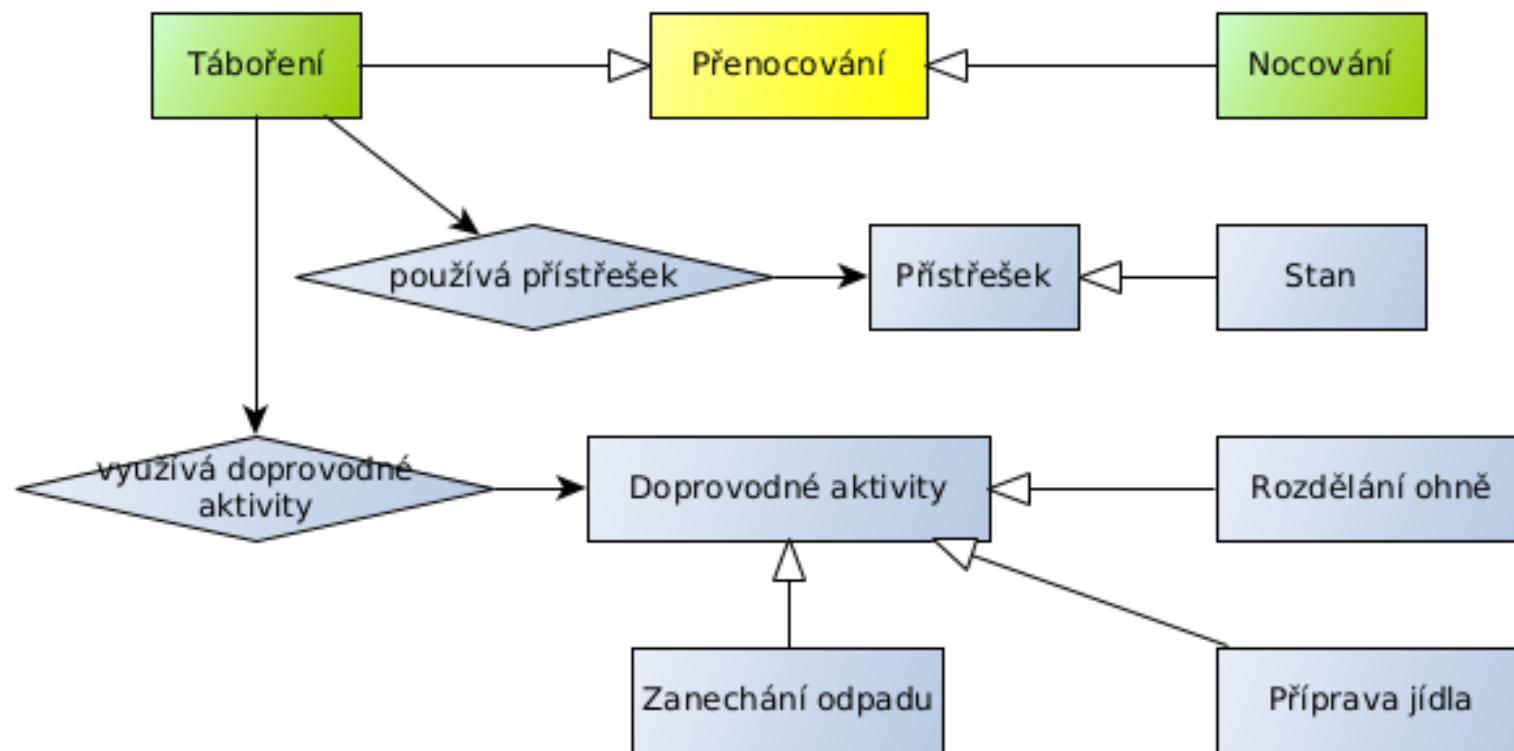 Táboření
Přenocování
Nocování
používá přístřešek
Přístřešek
Stan
využívá doprovodné
aktivity
Doprovodné aktivity
Rozdělání ohně
Zanechání odpadu
Příprava jídla